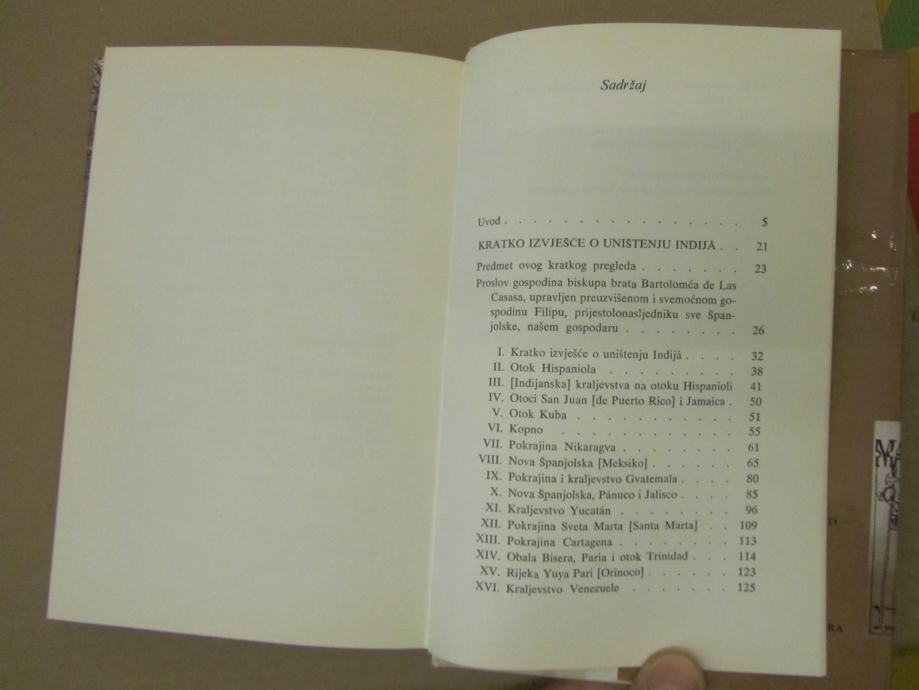 Sadržaj
Uvod . . . . . . . . . . . . . . . . 5
KRATKO IZVJEŠĆE O UNIŠTENJU INDIJÂ . . 21
Predmet ovog kratkog pregleda . . . . . . . 23
Proslov gospodina biskupa brata Bartoloméa de Las
Casasa, upravljen preuzvišenom i svemoćnom go-
spodinu Filipu, prijestolonasljedniku sve Špan-
jolske, našem gospodaru . . . . . . . . 26
I. Kratko izvješće o uništenju Indijâ . . . . 32
II. Otok Hispaniola . . . . . . . . . 38
III. [Indijanska] kraljevstva na otoku Hispanioli 41
IV. Otoci San Juan [de Puerto Rico] i Jamaica . 50
V. Otok Kuba . . . . . . . . . . . 51
VI. Kopno . . . . . . . . . . . . 55
VII. Pokrajina Nikaragva . . . . . . . . 61
VIII. Nova Španjolska [Meksiko] . . . . . . 65
IX. Pokrajina i kraljevstvo Gvatemala . . . . 80
X. Nova Španjolska, Pánuco i Jalisco . . . . 85
XI. Kraljevstvo Yucatán . . . . . . . . 96
XII. Pokrajina Sveta Marta [Santa Marta] . . 109
XIII. Pokrajina Cartagena . . . . . . . . 113
XIV. Obala Bisera, Paria i otok Trinidad . . . 114
XV. Rijeka Yuya Pari [Orinoco] . . . . . . 123
XVI. Kraljevstvo Venezuele . . . . . . . 125
D
RA